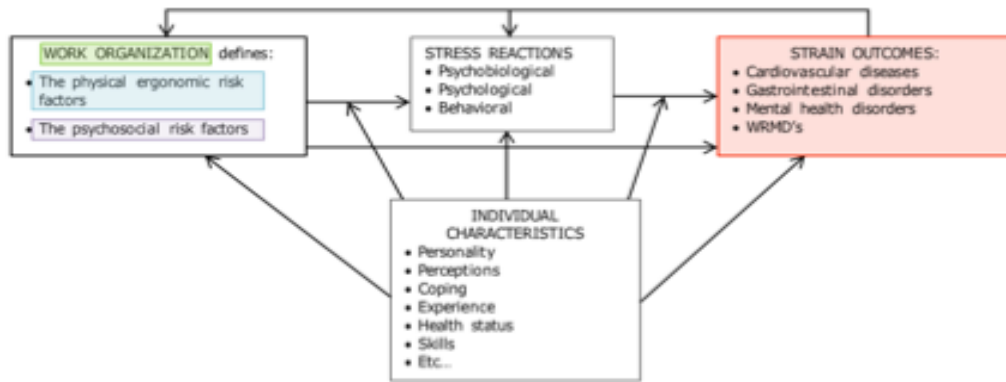 WORK ORGANIZATION defines:
• The physical ergonomic risk
factors
• The psychosocial risk factors
STRESS REACTIONS
• Psychobiological
• Psychological
• Behavioral
STRAIN OUTCOMES:
• Cardiovascular diseases
• Gastrointestinal disorders
• Mental health disorders
• WRMD's
INDIVIDUAL
CHARACTERISTICS
• Personality
• Perceptions
• Coping
• Experience
• Health status
• Skills
• Etc...